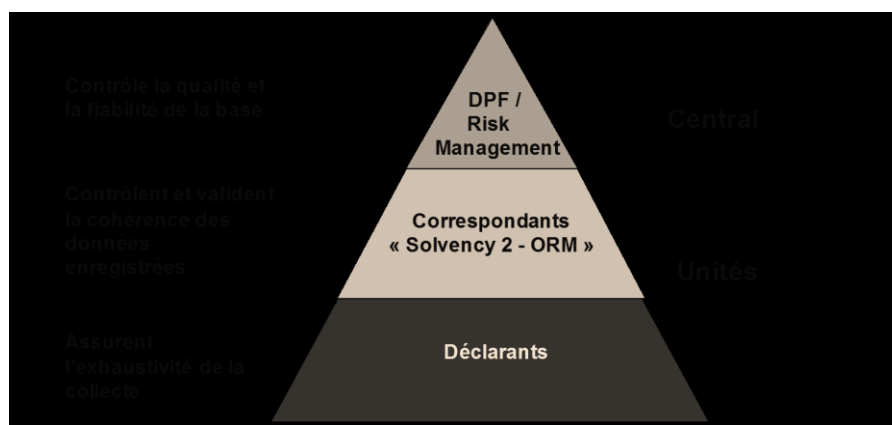 Contrôle la qualité et
la fiabilité de la base
DPF /
Risk
Management
Central
Contrôlent et valident
la cohérence des
données
enregistrées
Correspondants
« Solvency 2 - ORM »
Unités
Assurent
l'exhaustivité de la
collecte
Déclarants